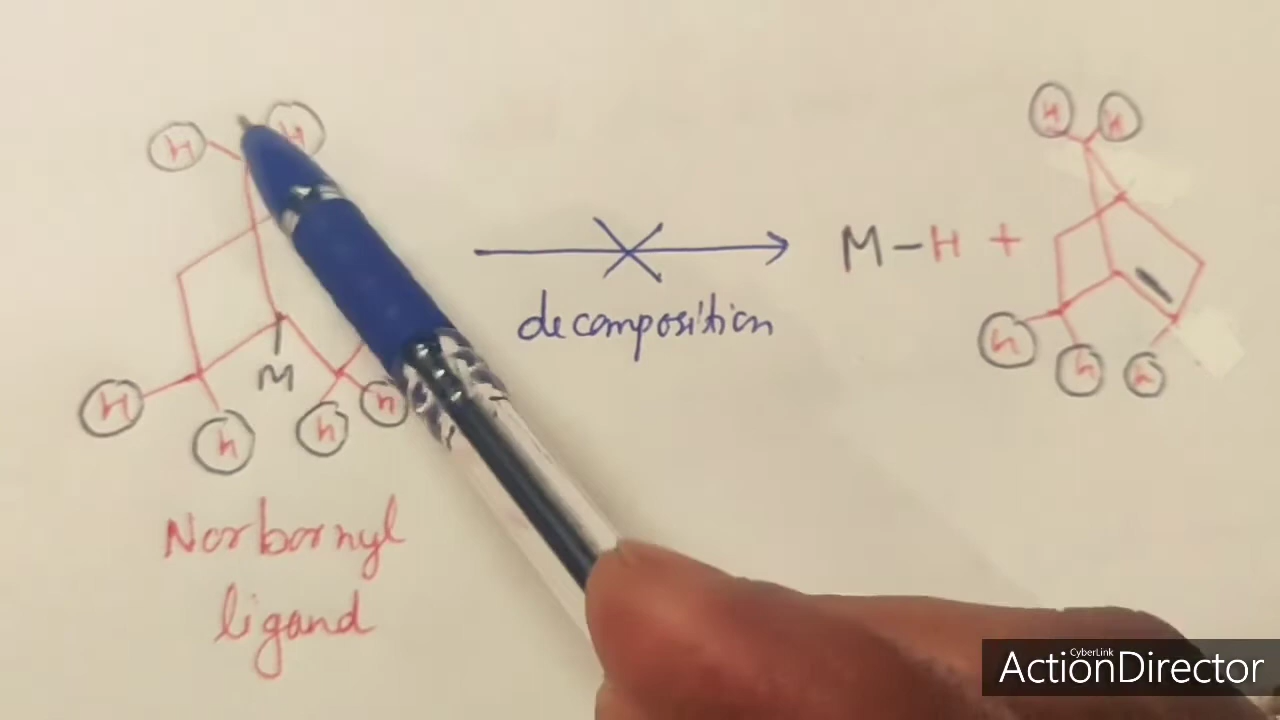 H H H H
M - H +
H h M h h
decomposition
h h h
Norbornyl
ligand
CyberLink
ActionDirector